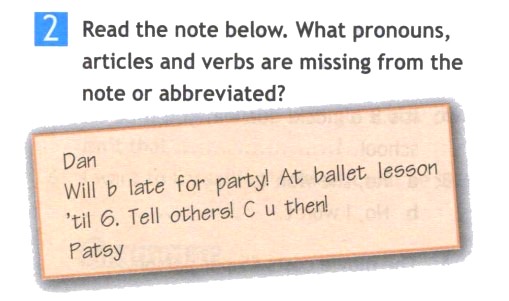 2 Read the note below. What pronouns,
articles and verbs are missing from the
note or abbreviated?
Dan
Will b late for party! At ballet lesson
'til 6. Tell others! C u then!
Patsy